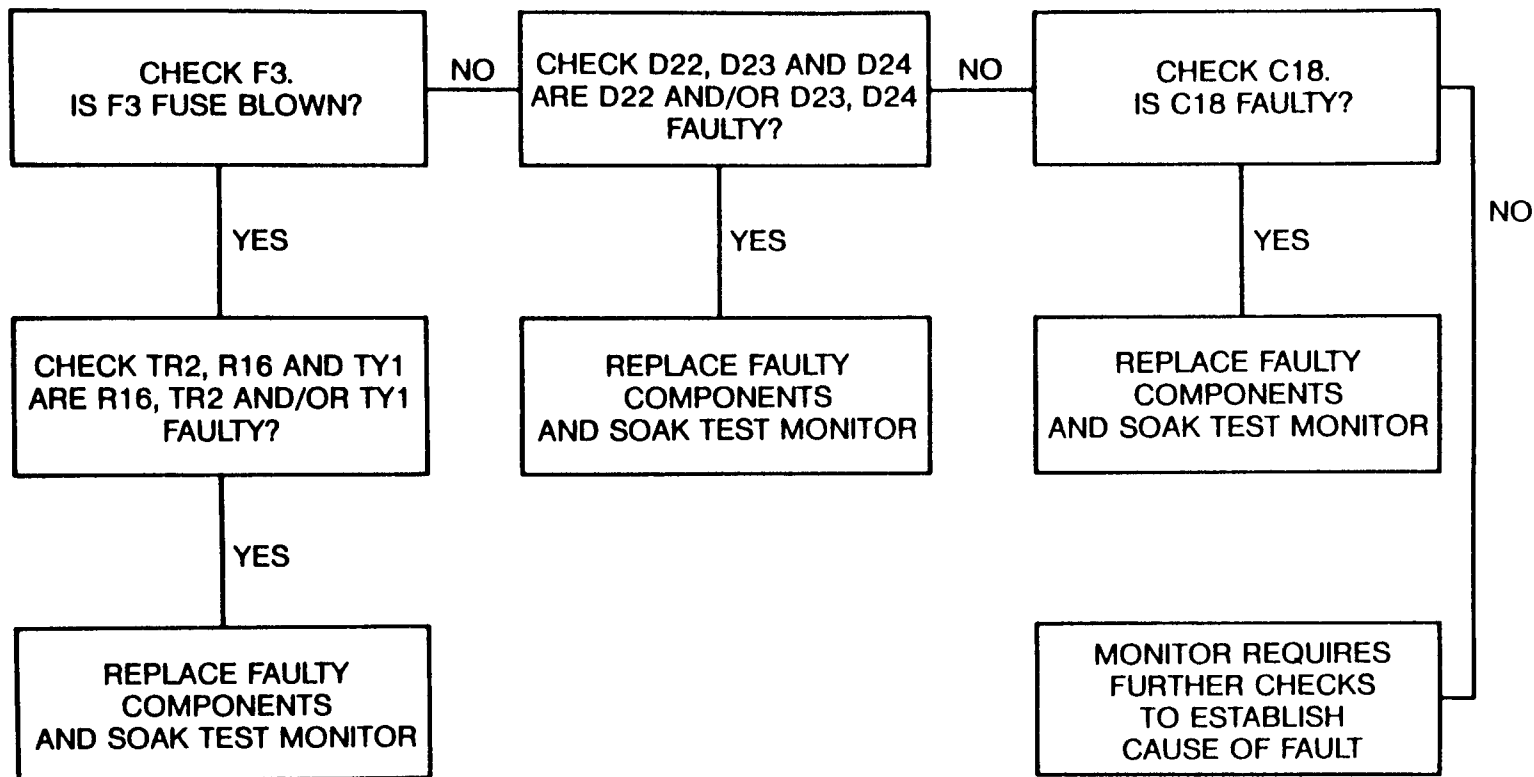 CHECK F3.
IS F3 FUSE BLOWN?
NO
CHECK D22, D23 AND D24
ARE D22 AND/OR D23, D24
FAULTY?
NO
CHECK C18.
IS C18 FAULTY?
NO
YES
YES
YES
CHECK TR2, R16 AND TY1
ARE R16, TR2 AND/OR TY1
FAULTY?
REPLACE FAULTY
COMPONENTS
AND SOAK TEST MONITOR
REPLACE FAULTY
COMPONENTS
AND SOAK TEST MONITOR
YES
REPLACE FAULTY
COMPONENTS
AND SOAK TEST MONITOR
MONITOR REQUIRES
FURTHER CHECKS
TO ESTABLISH
CAUSE OF FAULT